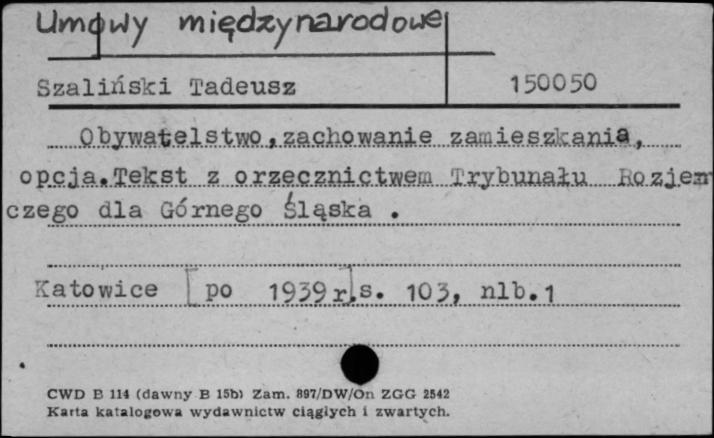 Umowy międzynarodowe
Szaliński Tadeusz 150050
Obywatelstwo, zachowanie zamieszkania,
opcja. Tekst z orzecznictwem Trybunału Rozjem
czego dla Górnego Śląska .
Katowice [po 1939r]. s. 103, nlb. 1
CWD B 114 (dawny B 15b) Zam. 897/DW/On ZGG 2542
Karta katalogowa wydawnictw ciągłych i zwartych.